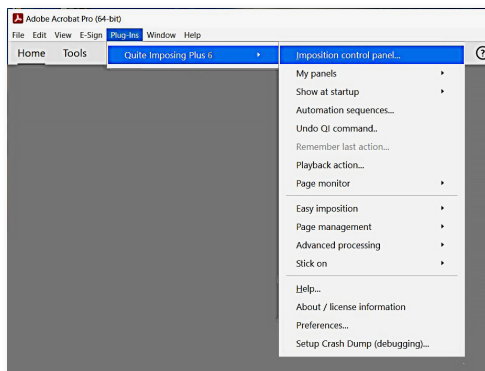 Adobe Acrobat Pro (64-bit)
File Edit View E-Sign Plug-Ins Window Help
Home Tools Quite Imposing Plus 6 Imposition control panel...
My panels
Show at startup
Automation sequences...
Undo QI command..
Remember last action...
Playback action...
Page monitor
Easy imposition
Page management
Advanced processing
Stick on
Help...
About / license information
Preferences...
Setup Crash Dump (debugging)...